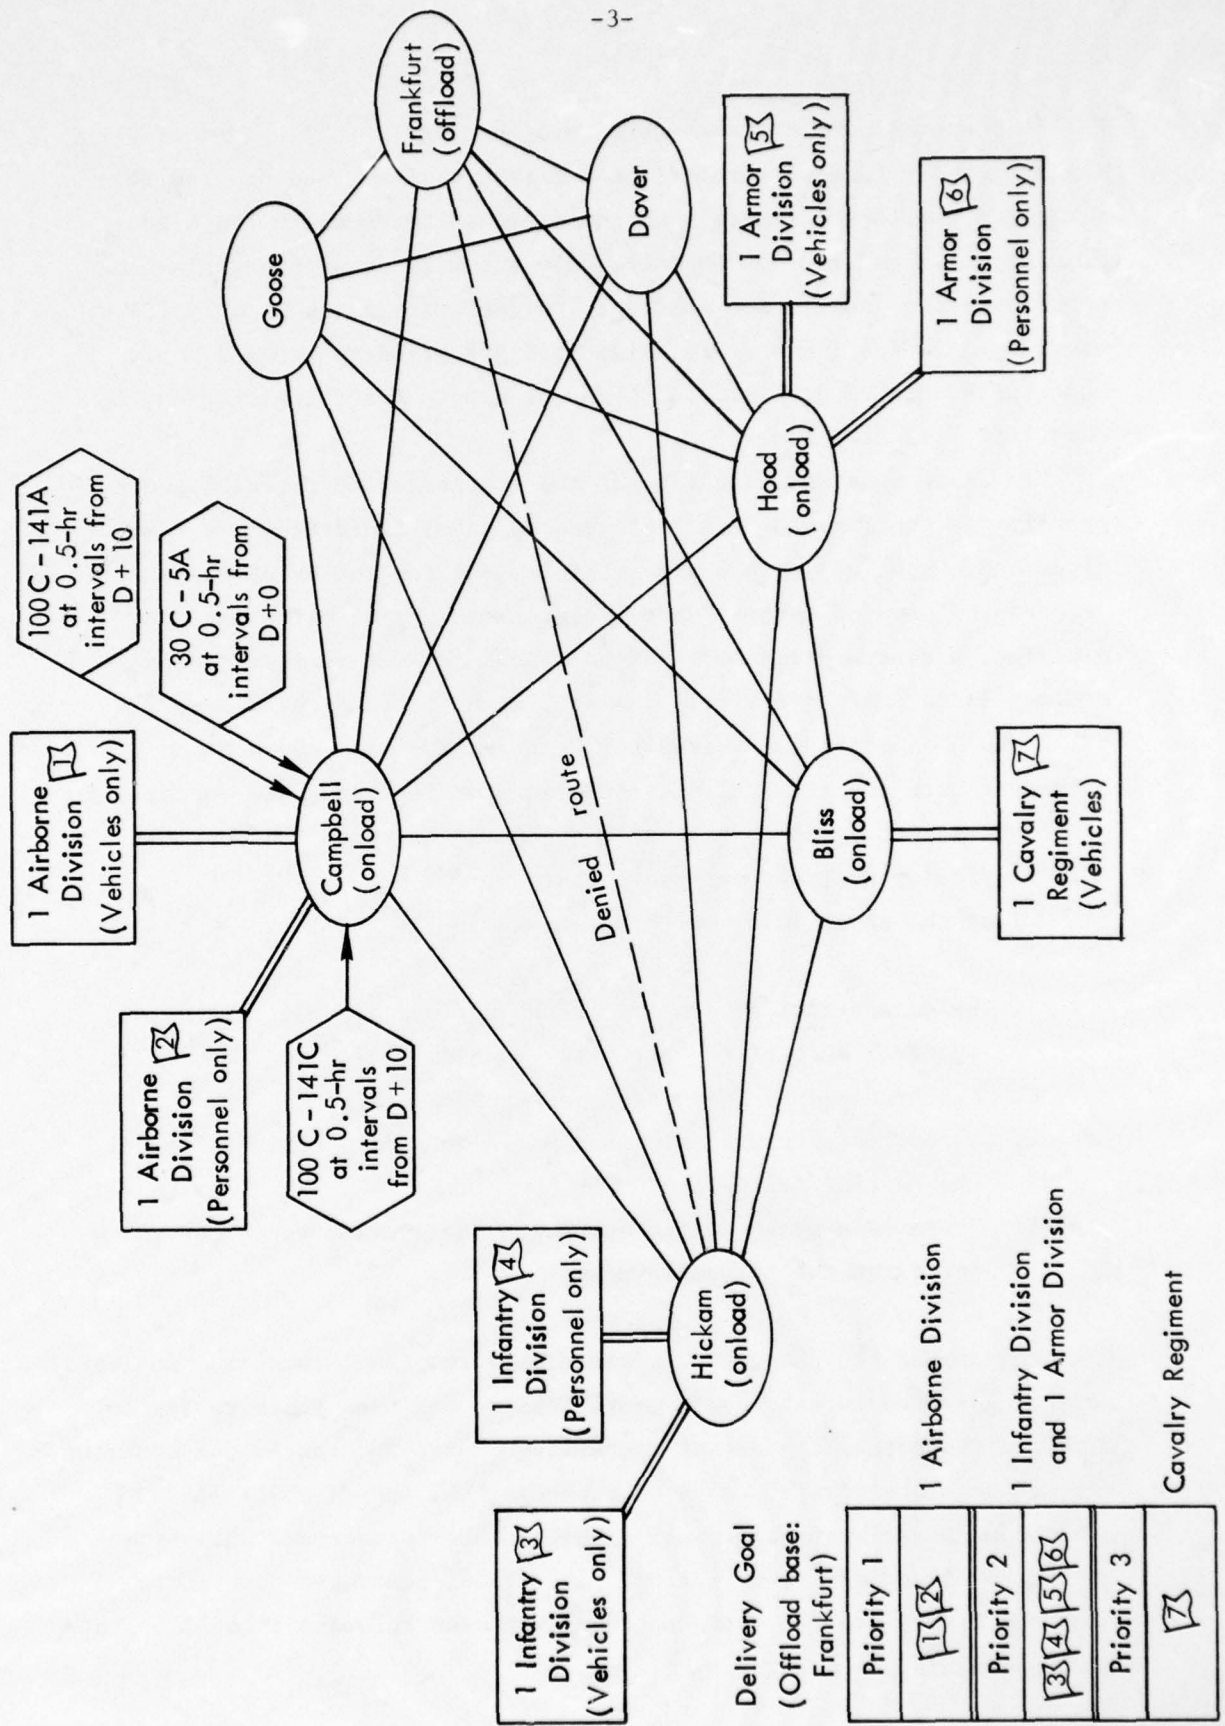 -3-
100 C-141A
at 0.5-hr
intervals from
D+10
30 C-5A
at 0.5-hr
intervals from
D+0
1 Airborne 1
Division
(Vehicles only)
1 Airborne
Division 2
(Personnel only)
100 C-141C
at 0.5-hr
intervals
from D+10
Campbell
(onload)
Goose
Frankfurt
(offload)
Dover
1 Armor 5
Division
(Vehicles only)
1 Armor 6
Division
(Personnel only)
Hood
(onload)
Bliss
(onload)
1 Cavalry 7
Regiment
(Vehicles)
Denied route
1 Infantry 4
Division
(Personnel only)
Hickam
(onload)
1 Infantry 3
Division
(Vehicles only)
Delivery Goal
(Offload base:
Frankfurt)
Priority 1
1 2
1 Airborne Division
Priority 2
3 4 5 6
1 Infantry Division
and 1 Armor Division
Priority 3
7
Cavalry Regiment